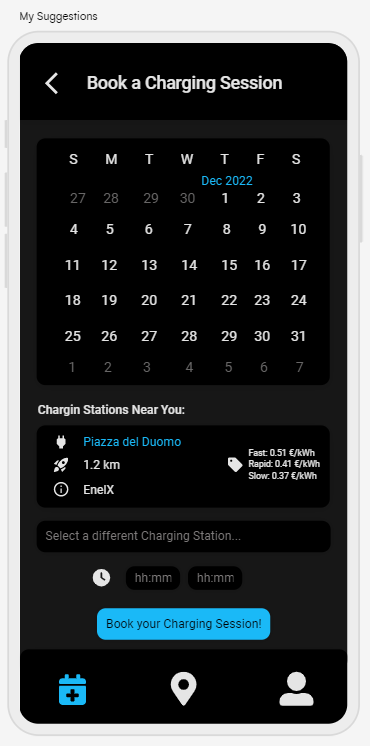 My Suggestions
Book a Charging Session
S M T W T F S
Dec 2022
27 28 29 30 1 2 3
4 5 6 7 8 9 10
11 12 13 14 15 16 17
18 19 20 21 22 23 24
25 26 27 28 29 30 31
1 2 3 4 5 6 7
Chargin Stations Near You:
Piazza del Duomo
1.2 km
EnelX
Fast: 0.51 €/kWh
Rapid: 0.41 €/kWh
Slow: 0.37 €/kWh
Select a different Charging Station...
hh:mm hh:mm
Book your Charging Session!